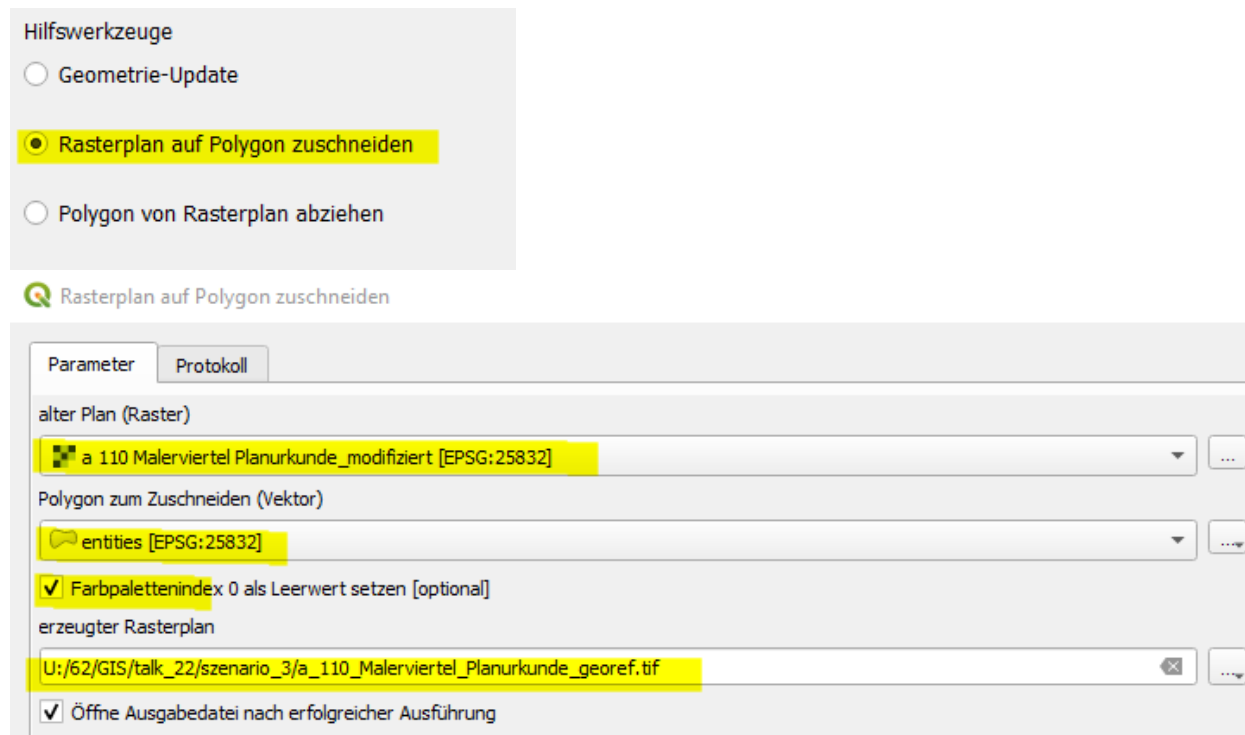 Hilfswerkzeuge
Geometrie-Update
Rasterplan auf Polygon zuschneiden
Polygon von Rasterplan abziehen
Rasterplan auf Polygon zuschneiden
Parameter Protokoll
alter Plan (Raster)
a 110 Malerviertel Planurkunde_modifiziert [EPSG:25832]
...
Polygon zum Zuschneiden (Vektor)
entities [EPSG:25832]
...
Farbpalettenindex 0 als Leerwert setzen [optional]
erzeugter Rasterplan
U:/62/GIS/talk_22/szenario_3/a_110_Malerviertel_Planurkunde_georef.tif
...
Öffne Ausgabedatei nach erfolgreicher Ausführung